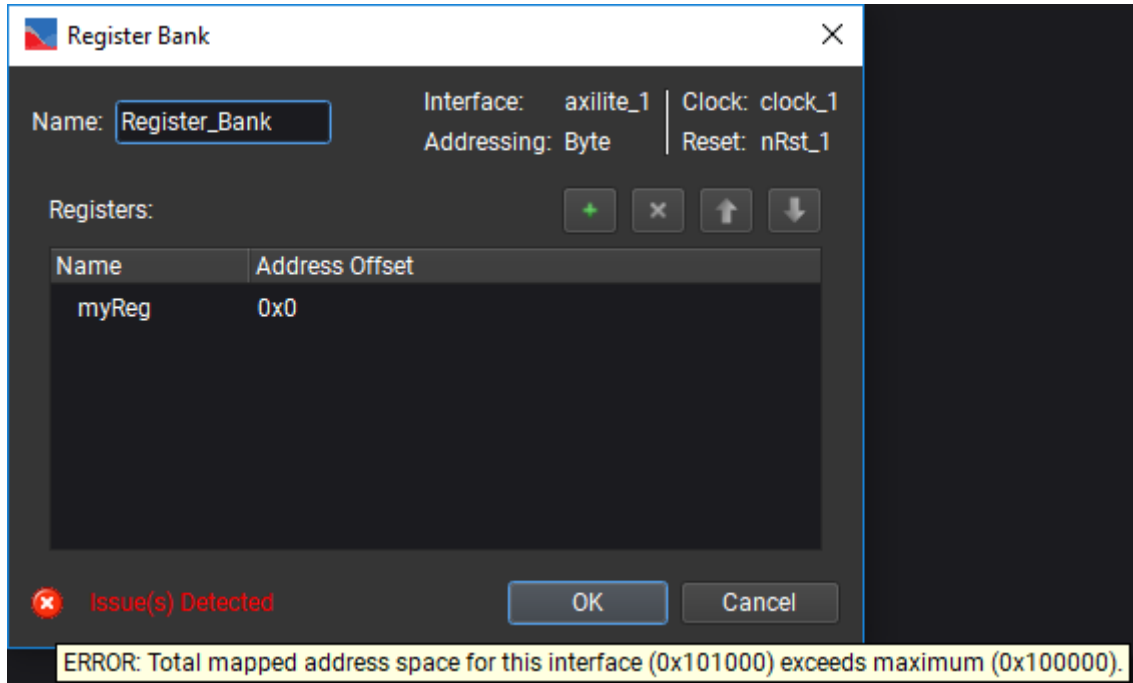 Register Bank
Name: Register_Bank
Interface: axilite_1 Clock: clock_1
Addressing: Byte Reset: nRst_1
Registers:
Name Address Offset
myReg 0x0
Issue(s) Detected OK Cancel
ERROR: Total mapped address space for this interface (0x101000) exceeds maximum (0x100000).